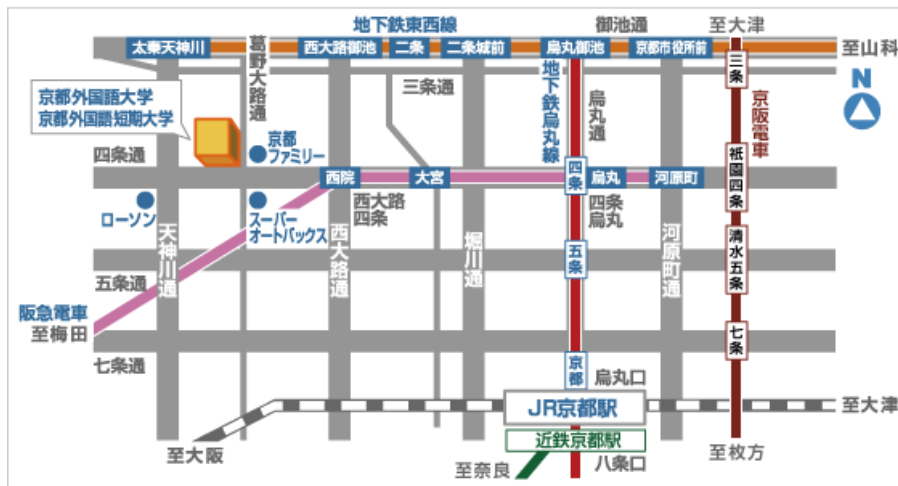 地下鉄東西線
御池通
至大津
太秦天神川
葛野大路通
西大路御池
二条
二条城前
烏丸御池
京都市役所前
至山科
N
京都外国語大学
京都外国語短期大学
三条通
地下鉄烏丸線
烏丸通
三条
京阪電車
四条通
京都
ファミリー
西院
大宮
四条
烏丸
河原町
祇園四条
ローソン
スーパー
オートバックス
西大路
四条
四条
烏丸
天神川通
西大路通
堀川通
河原町通
五条
清水五条
五条通
阪急電車
至梅田
七条通
七条
京都
烏丸口
JR京都駅
至大津
近鉄京都駅
至大阪
至奈良
八条口
至枚方